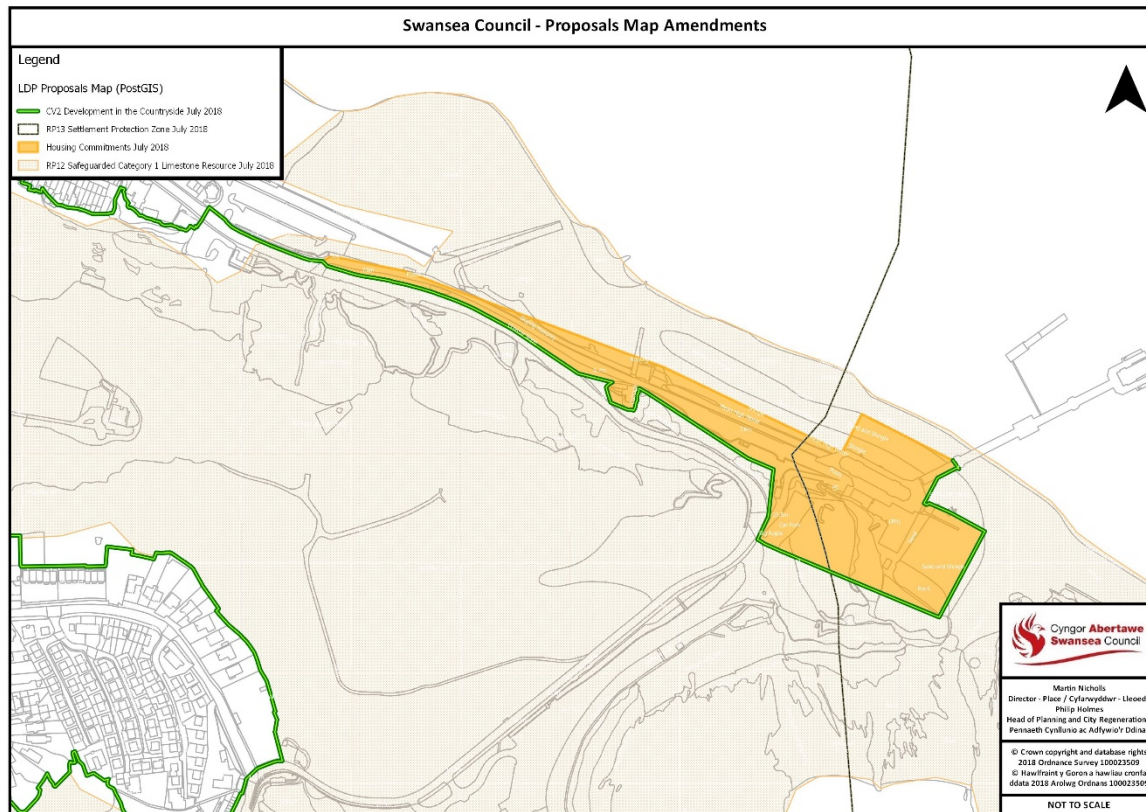 Swansea Council - Proposals Map Amendments
Legend
LDP Proposals Map (PostGIS)
CV2 Development in the Countryside July 2018
RP13 Settlement Protection Zone July 2018
Housing Commitments July 2018
RP12 Safeguarded Category 1 Limestone Resource July 2018
Cyngor Abertawe
Swansea Council
Martin Nicholls
Director - Place / Cyfarwyddwr - Lleoedd
Philip Holmes
Head of Planning and City Regeneration
Pennaeth Cynllunio ac Adfywio'r Ddinas
© Crown copyright and database rights
2018 Ordnance Survey 100023509
© Hawlfraint y Goron a hawliau cronfa
ddata 2018 Arolwg Ordnans 100023509
NOT TO SCALE